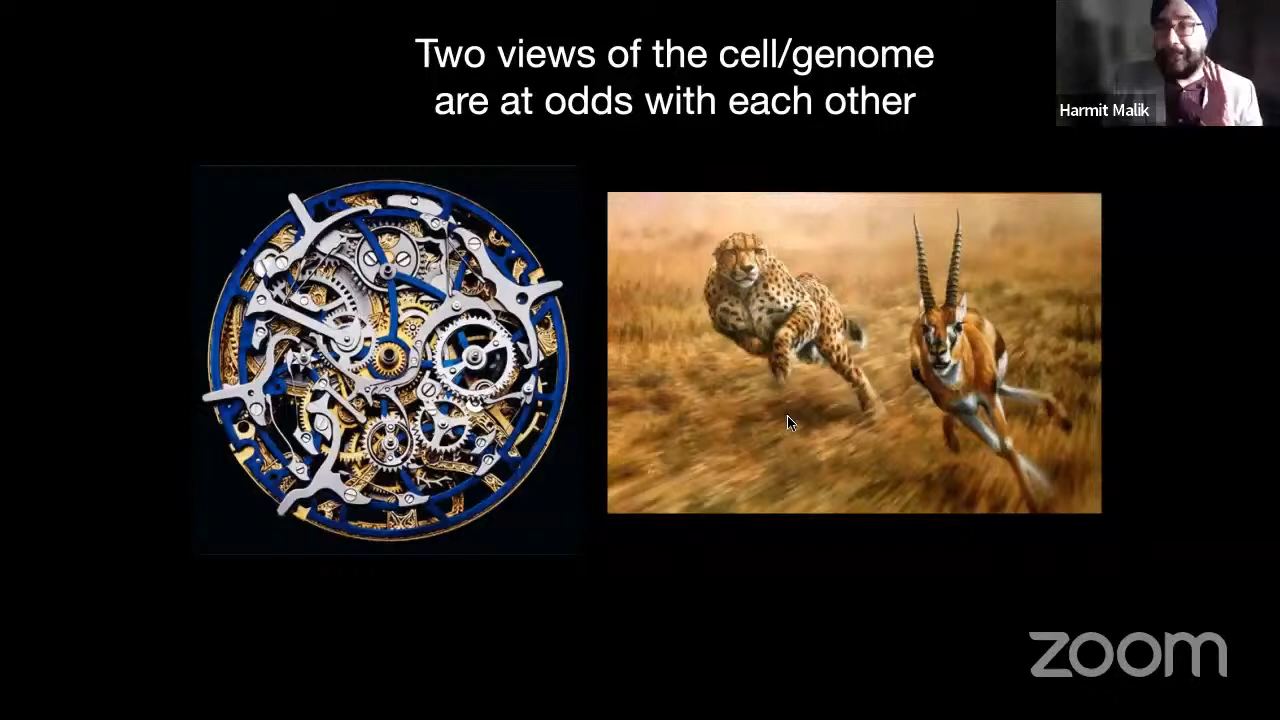 Two views of the cell/genome
are at odds with each other
Harmit Malik
zoom